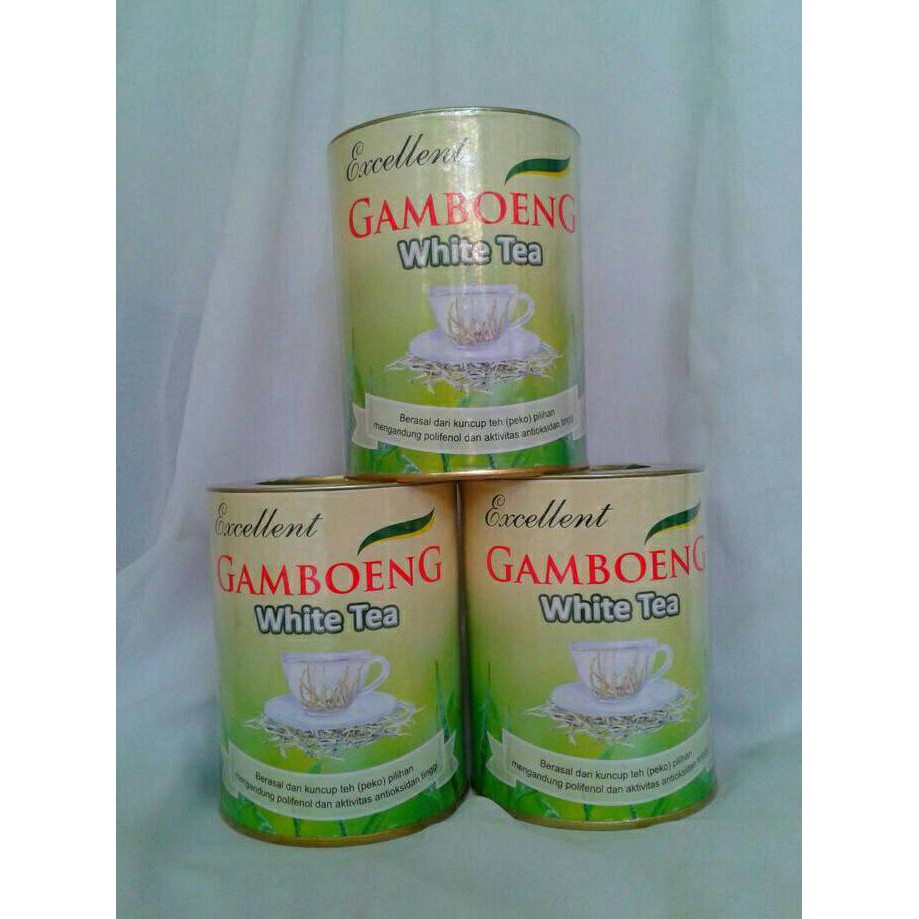 Excellent
GAMBOENG
White Tea
Berasal dari kuncup teh (peko) pilihan
mengandung polifenol dan aktivitas antioksidan tinggi
Excellent
GAMBOENG
White Tea
Berasal dari kuncup teh (peko) pilihan
mengandung polifenol dan aktivitas antioksidan tinggi
Excellent
GAMBOENG
White Tea
Berasal dari kuncup teh (peko) pilihan
mengandung polifenol dan aktivitas antioksidan tinggi